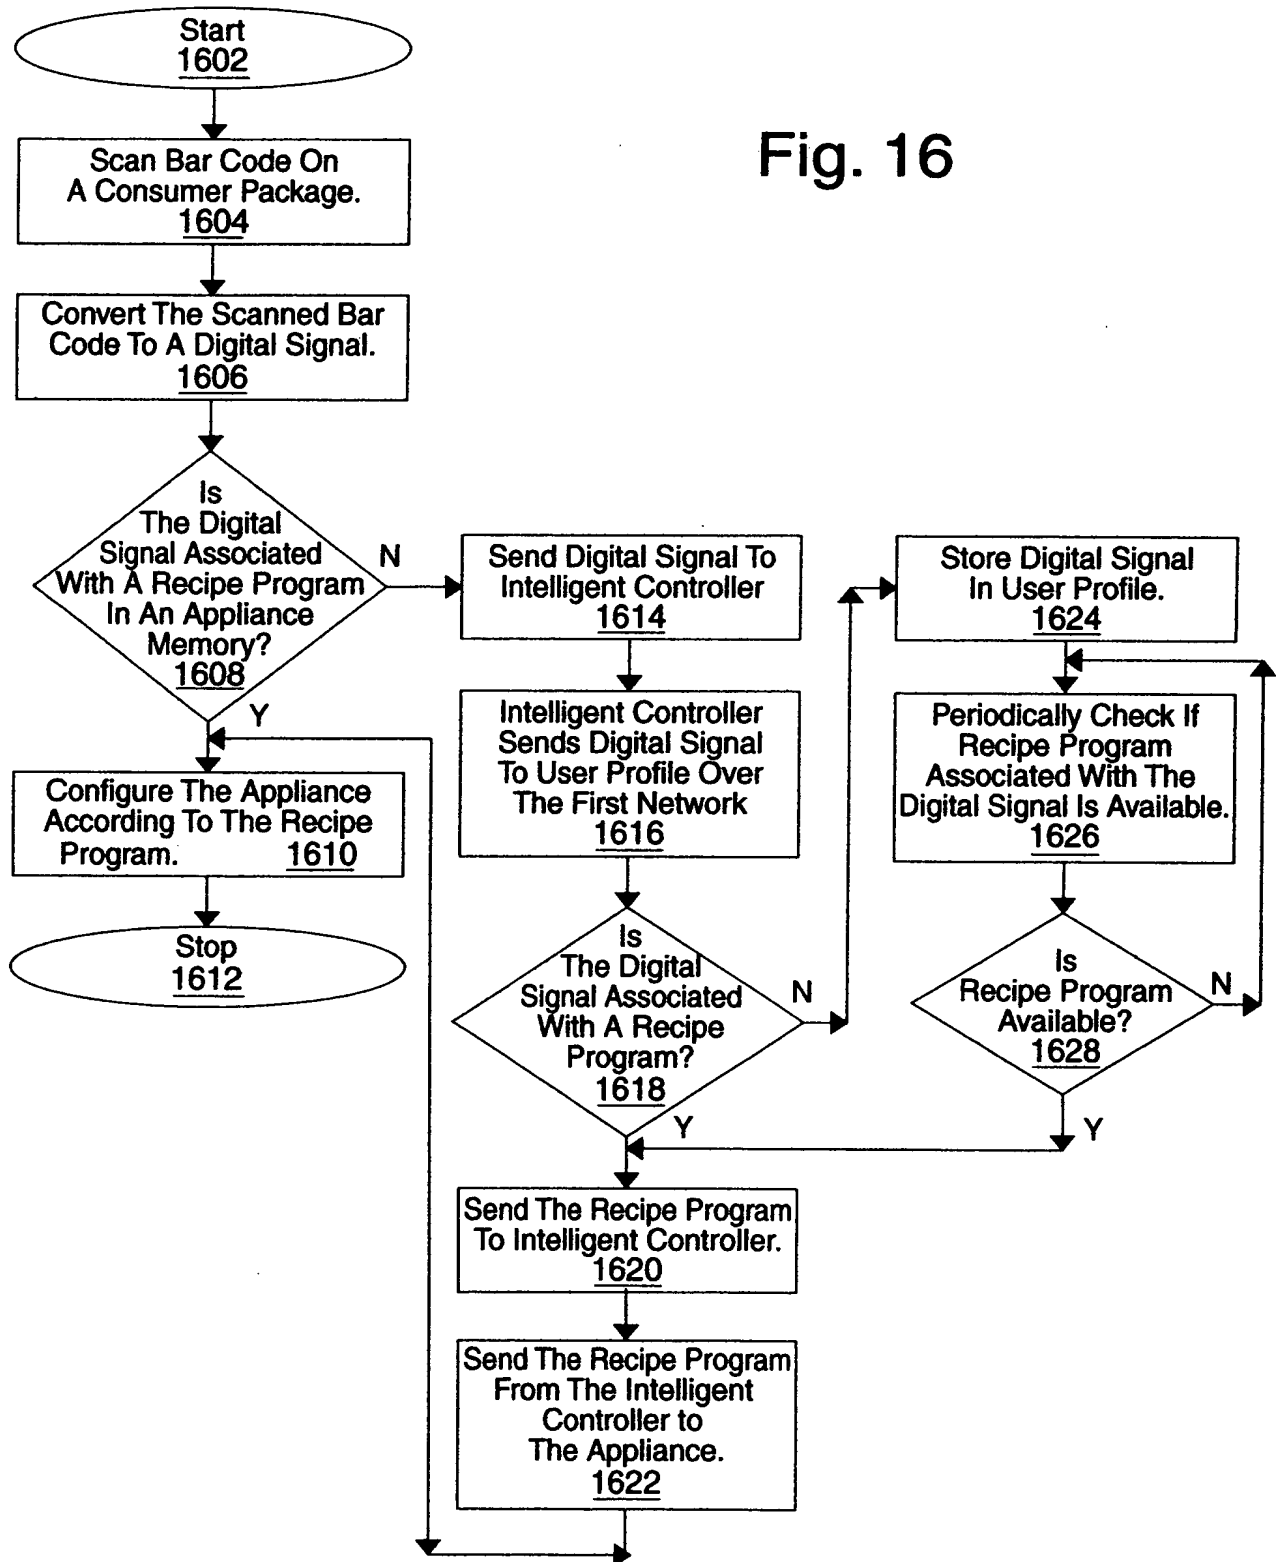 Start
1602
Fig. 16
Scan Bar Code On
A Consumer Package.
1604
Convert The Scanned Bar
Code To A Digital Signal.
1606
Is
The Digital
Signal Associated
With A Recipe Program
In An Appliance
Memory?
1608
N
Y
Configure The Appliance
According To The Recipe
Program. 1610
Stop
1612
Send Digital Signal To
Intelligent Controller
1614
Intelligent Controller
Sends Digital Signal
To User Profile Over
The First Network
1616
Is
The Digital
Signal Associated
With A Recipe
Program?
1618
N
Y
Send The Recipe Program
To Intelligent Controller.
1620
Send The Recipe Program
From The Intelligent
Controller to
The Appliance.
1622
Store Digital Signal
In User Profile.
1624
Periodically Check If
Recipe Program
Associated With The
Digital Signal Is Available.
1626
Is
Recipe Program
Available?
1628
N
Y